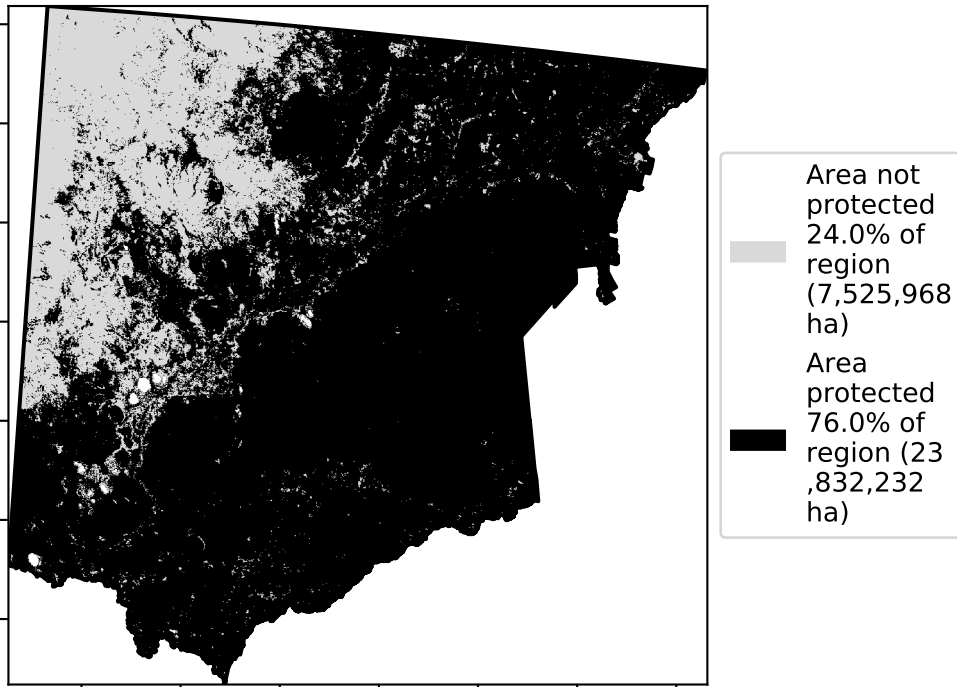 Area not
protected
24.0% of
region
(7,525,968
ha)
Area
protected
76.0% of
region (23
,832,232
ha)